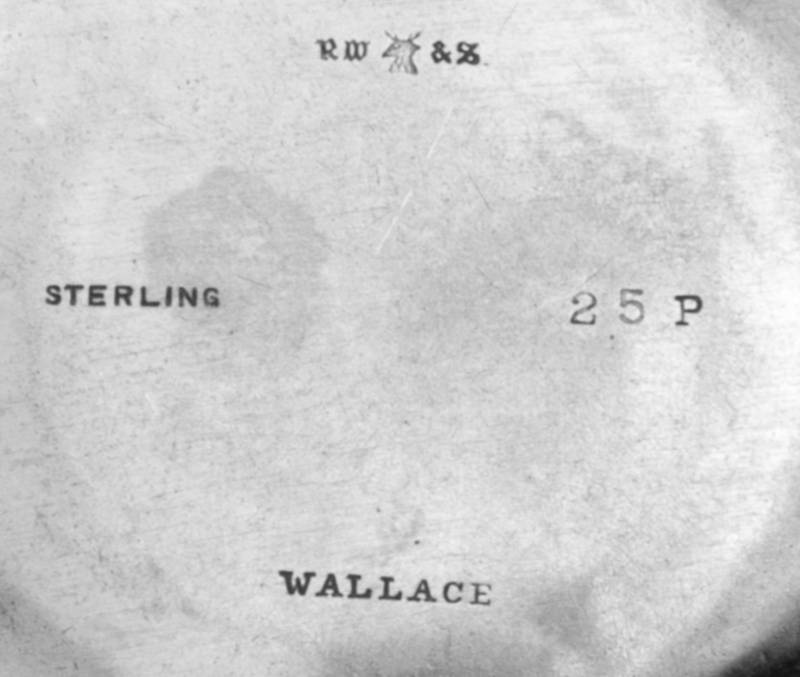 RW &S
STERLING
25 P
WALLACE